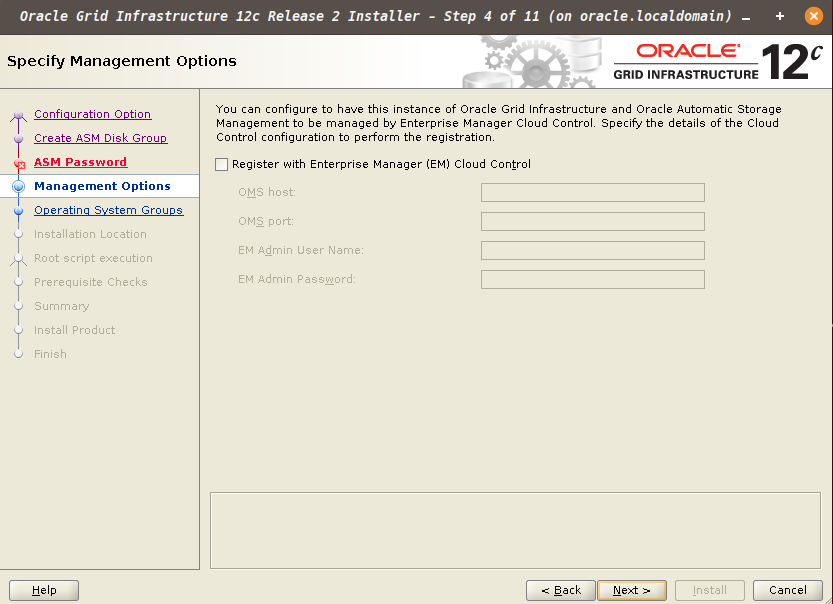 Oracle Grid Infrastructure 12c Release 2 Installer - Step 4 of 11 (on oracle.localdomain)
Specify Management Options
ORACLE
GRID INFRASTRUCTURE
12c
Configuration Option
Create ASM Disk Group
ASM Password
Management Options
Operating System Groups
Installation Location
Root script execution
Prerequisite Checks
Summary
Install Product
Finish
You can configure to have this instance of Oracle Grid Infrastructure and Oracle Automatic Storage
Management to be managed by Enterprise Manager Cloud Control. Specify the details of the Cloud
Control configuration to perform the registration.
Register with Enterprise Manager (EM) Cloud Control
OMS host:
OMS port:
EM Admin User Name:
EM Admin Password:
Help
< Back
Next >
Install
Cancel